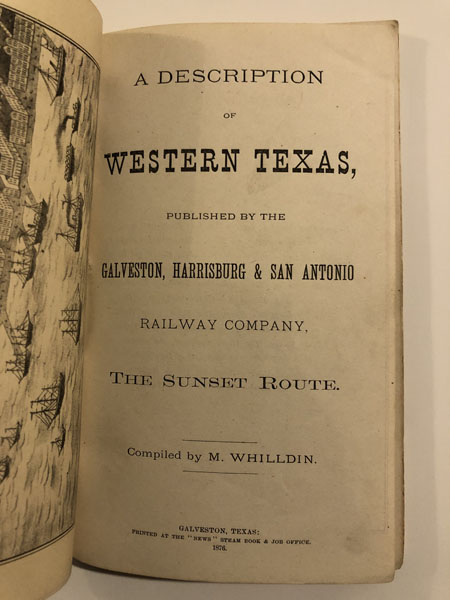 A DESCRIPTION
OF
WESTERN TEXAS,
PUBLISHED BY THE
GALVESTON, HARRISBURG & SAN ANTONIO
RAILWAY COMPANY,
THE SUNSET ROUTE.
Compiled by M. WHILLDIN.
GALVESTON, TEXAS:
PRINTED AT THE "NEWS" STEAM BOOK & JOB OFFICE.
1876.